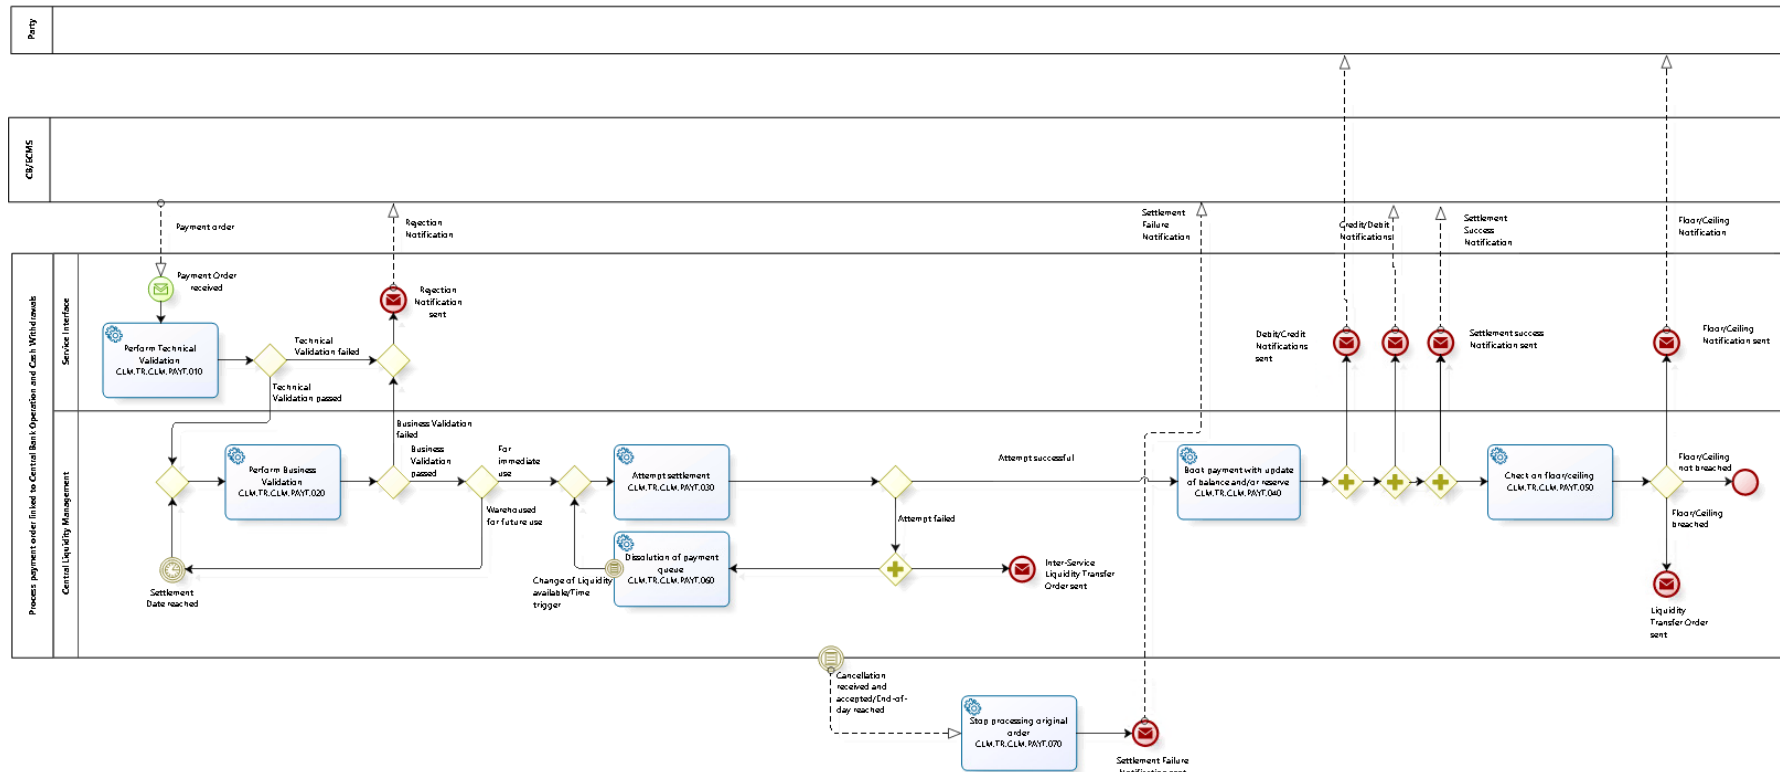 Party
CB/ECMS
Payment order
Rejection
Notification
Settlement
Failure
Notification
Credit/Debit
Notifications
Settlement
Success
Notification
Floor/Ceiling
Notification
Process payment order linked to Central Bank Operation and Cash Withdrawals
Service Interface
Payment Order
received
Rejection
Notification
sent
Perform Technical
Validation
CLM.TR.CLM.PAYT.010
Technical
Validation failed
Technical
Validation passed
Debit/Credit
Notifications
sent
Settlement success
Notification sent
Floor/Ceiling
Notification sent
Central Liquidity Management
Business Validation
failed
Business
Validation
passed
For
immediate
use
Perform Business
Validation
CLM.TR.CLM.PAYT.020
Warehoused
for future use
Attempt settlement
CLM.TR.CLM.PAYT.030
Attempt successful
Attempt failed
Book payment with update
of balance and/or reserve
CLM.TR.CLM.PAYT.040
Check on floor/ceiling
CLM.TR.CLM.PAYT.050
Floor/Ceiling
not breached
Floor/Ceiling
breached
Settlement
Date reached
Change of Liquidity
available/Time
trigger
Dissolution of payment
queue
CLM.TR.CLM.PAYT.060
Inter-Service
Liquidity Transfer
Order sent
Liquidity
Transfer Order
sent
Cancellation
received and
accepted/End-of-
day reached
Stop processing original
order
CLM.TR.CLM.PAYT.070
Settlement Failure
Notification sent